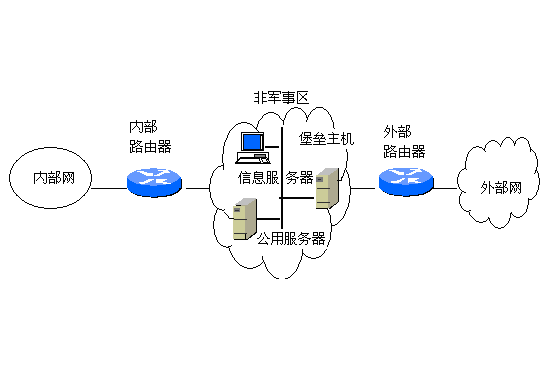 非军事区
内部
路由器
堡垒主机
外部
路由器
内部网
信息服务器
外部网
公用服务器